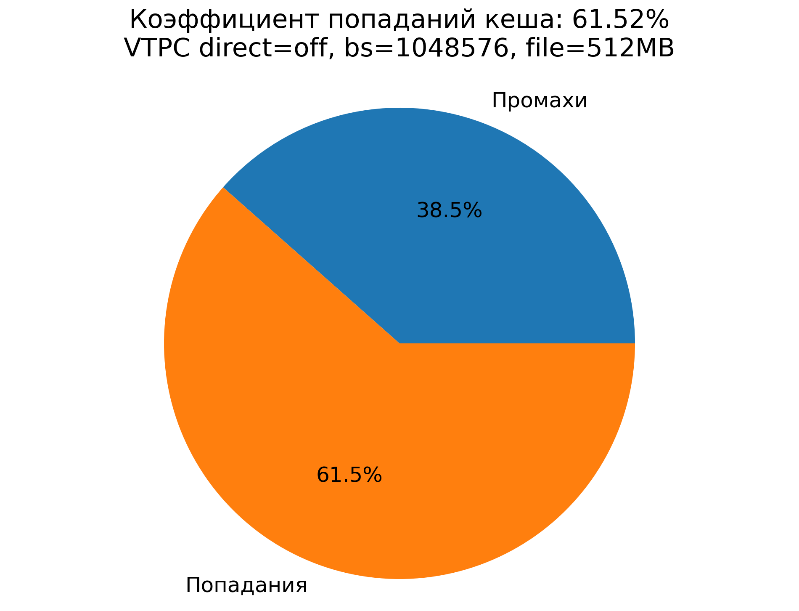 Коэффициент попаданий кеша: 61.52%
VTPC direct=off, bs=1048576, file=512MB
Промахи
38.5%
61.5%
Попадания